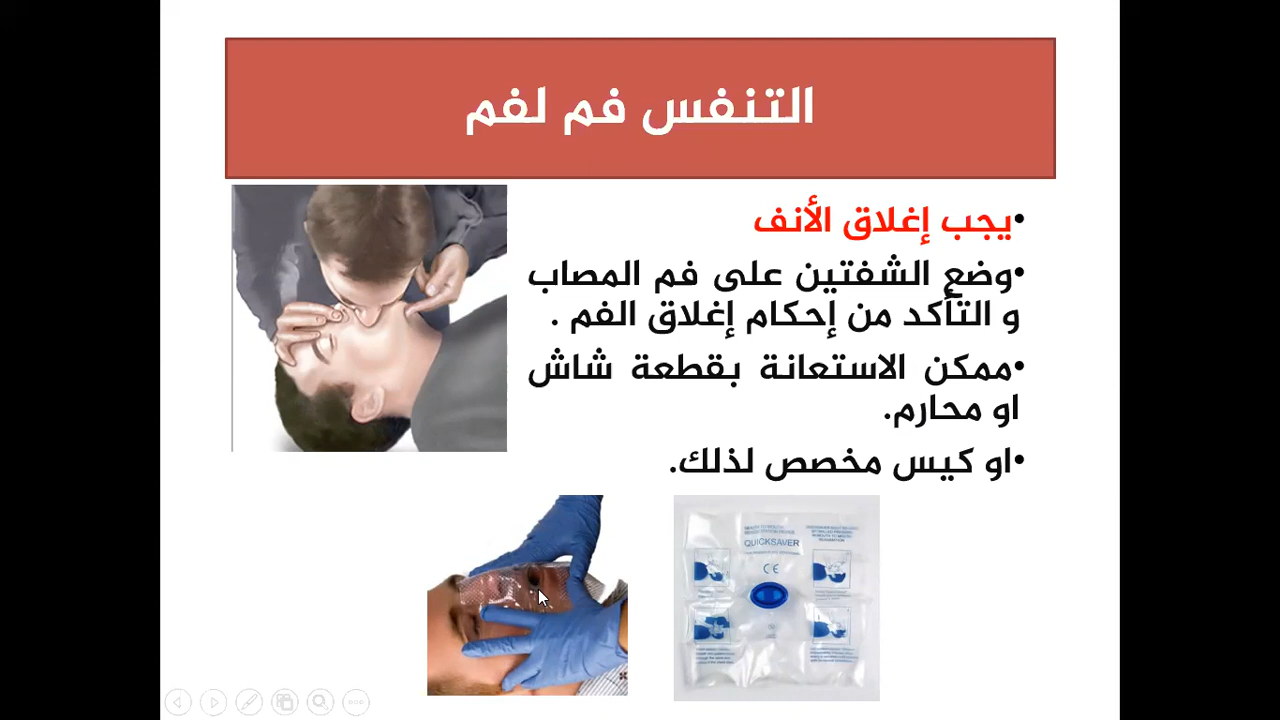 التنفس فم لفم
•يجب إغلاق الأنف
•وضع الشفتين على فم المصاب
و التأكد من إحكام إغلاق الفم .
•ممكن الاستعانة بقطعة شاش
او محارم.
•او كيس مخصص لذلك.
QUICKSAVER
CE